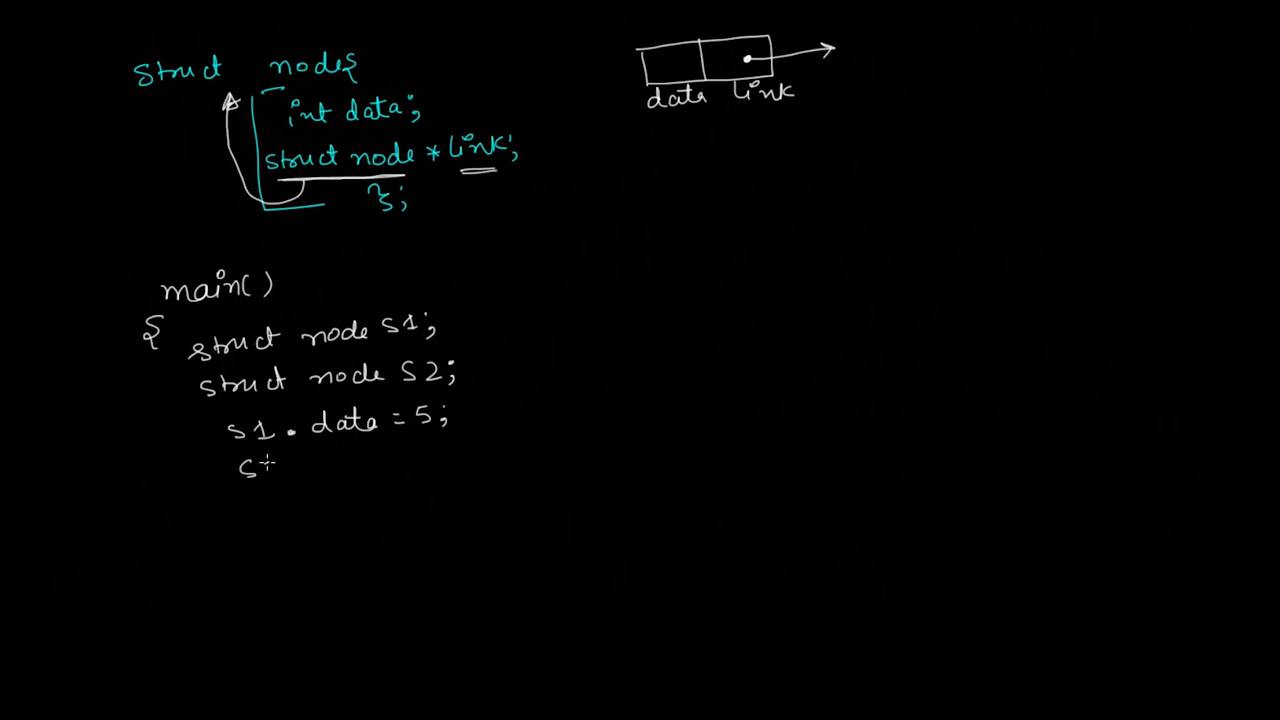 struct node{
int data;
struct node * link;
};
data link
main()
{ struct node s1;
struct node s2;
s1 . data = 5;
s